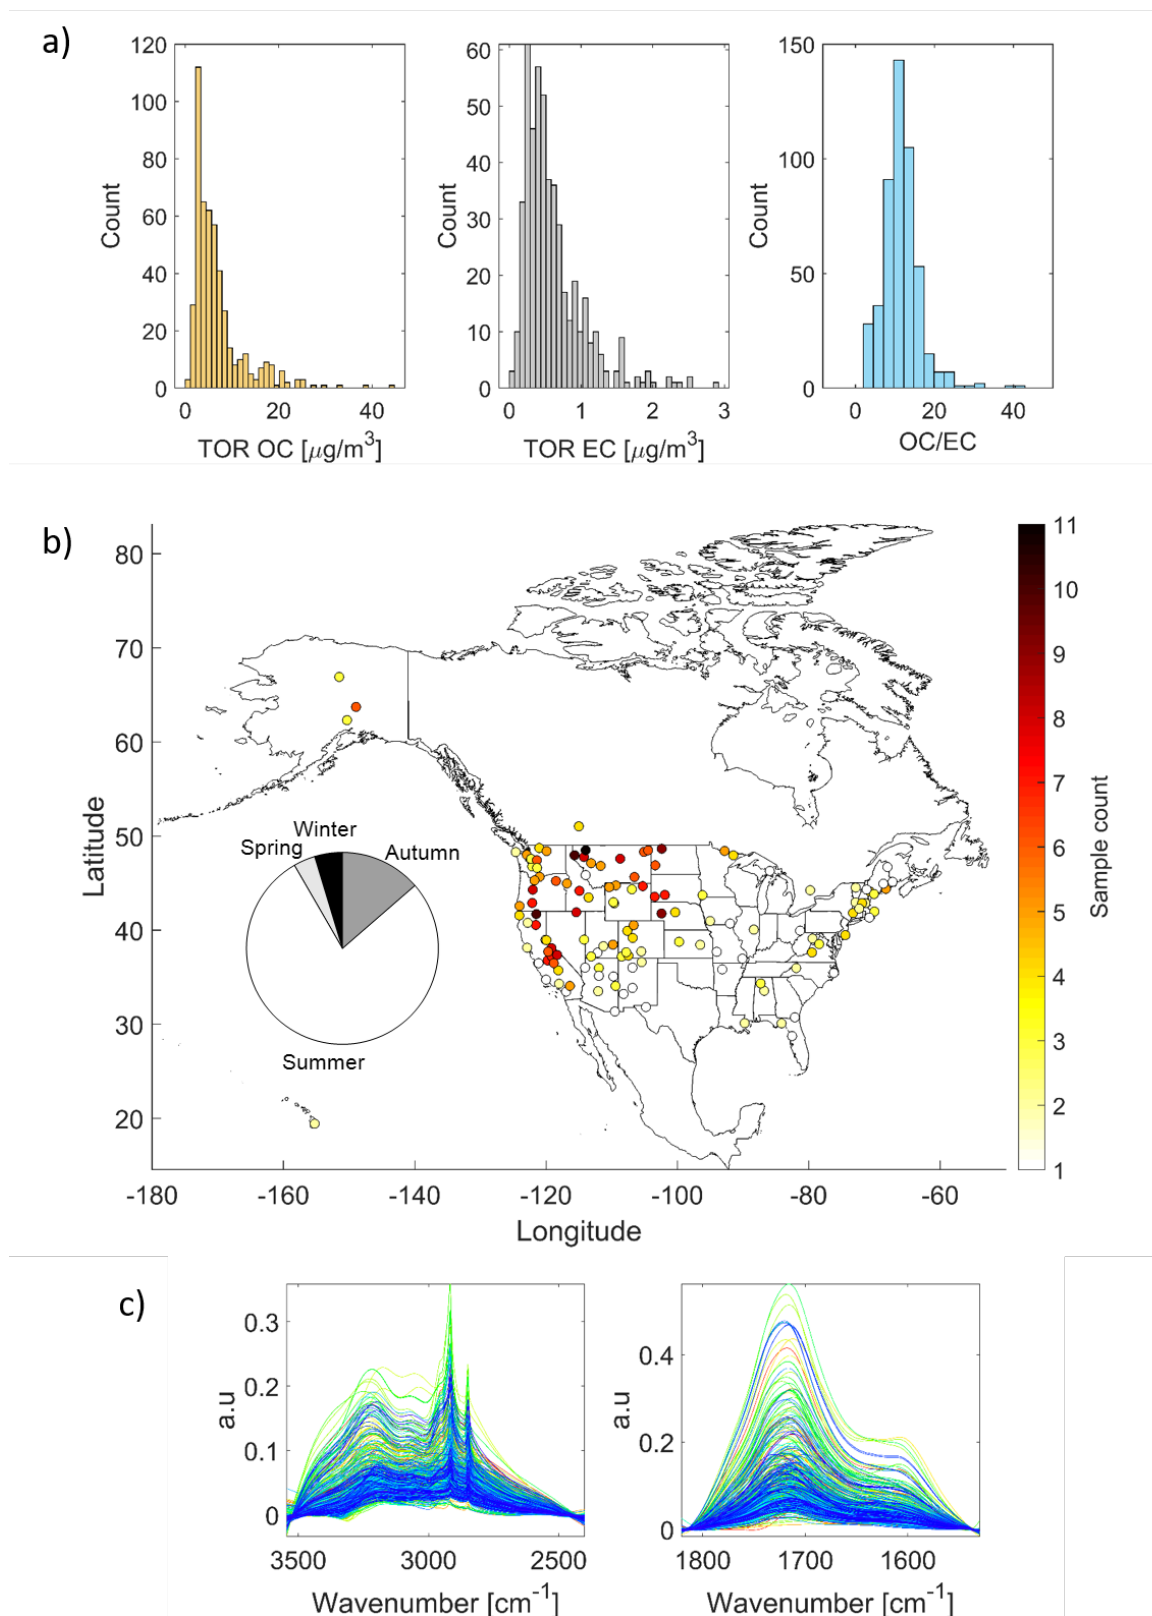 a)
120
100
80
60
40
20
0
Count
0 20 40
TOR OC [μg/m³]
60
50
40
30
20
10
0
Count
0 1 2 3
TOR EC [μg/m³]
150
100
50
0
Count
0 20 40
OC/EC
b)
80
70
60
50
40
30
20
Latitude
Winter
Spring
Autumn
Summer
-180 -160 -140 -120 -100 -80 -60
Longitude
11
10
9
8
7
6
5
4
3
2
1
Sample count
c)
0.3
0.2
0.1
0
a.u
3500 3000 2500
Wavenumber [cm⁻¹]
0.4
0.2
0
a.u
1800 1700 1600
Wavenumber [cm⁻¹]